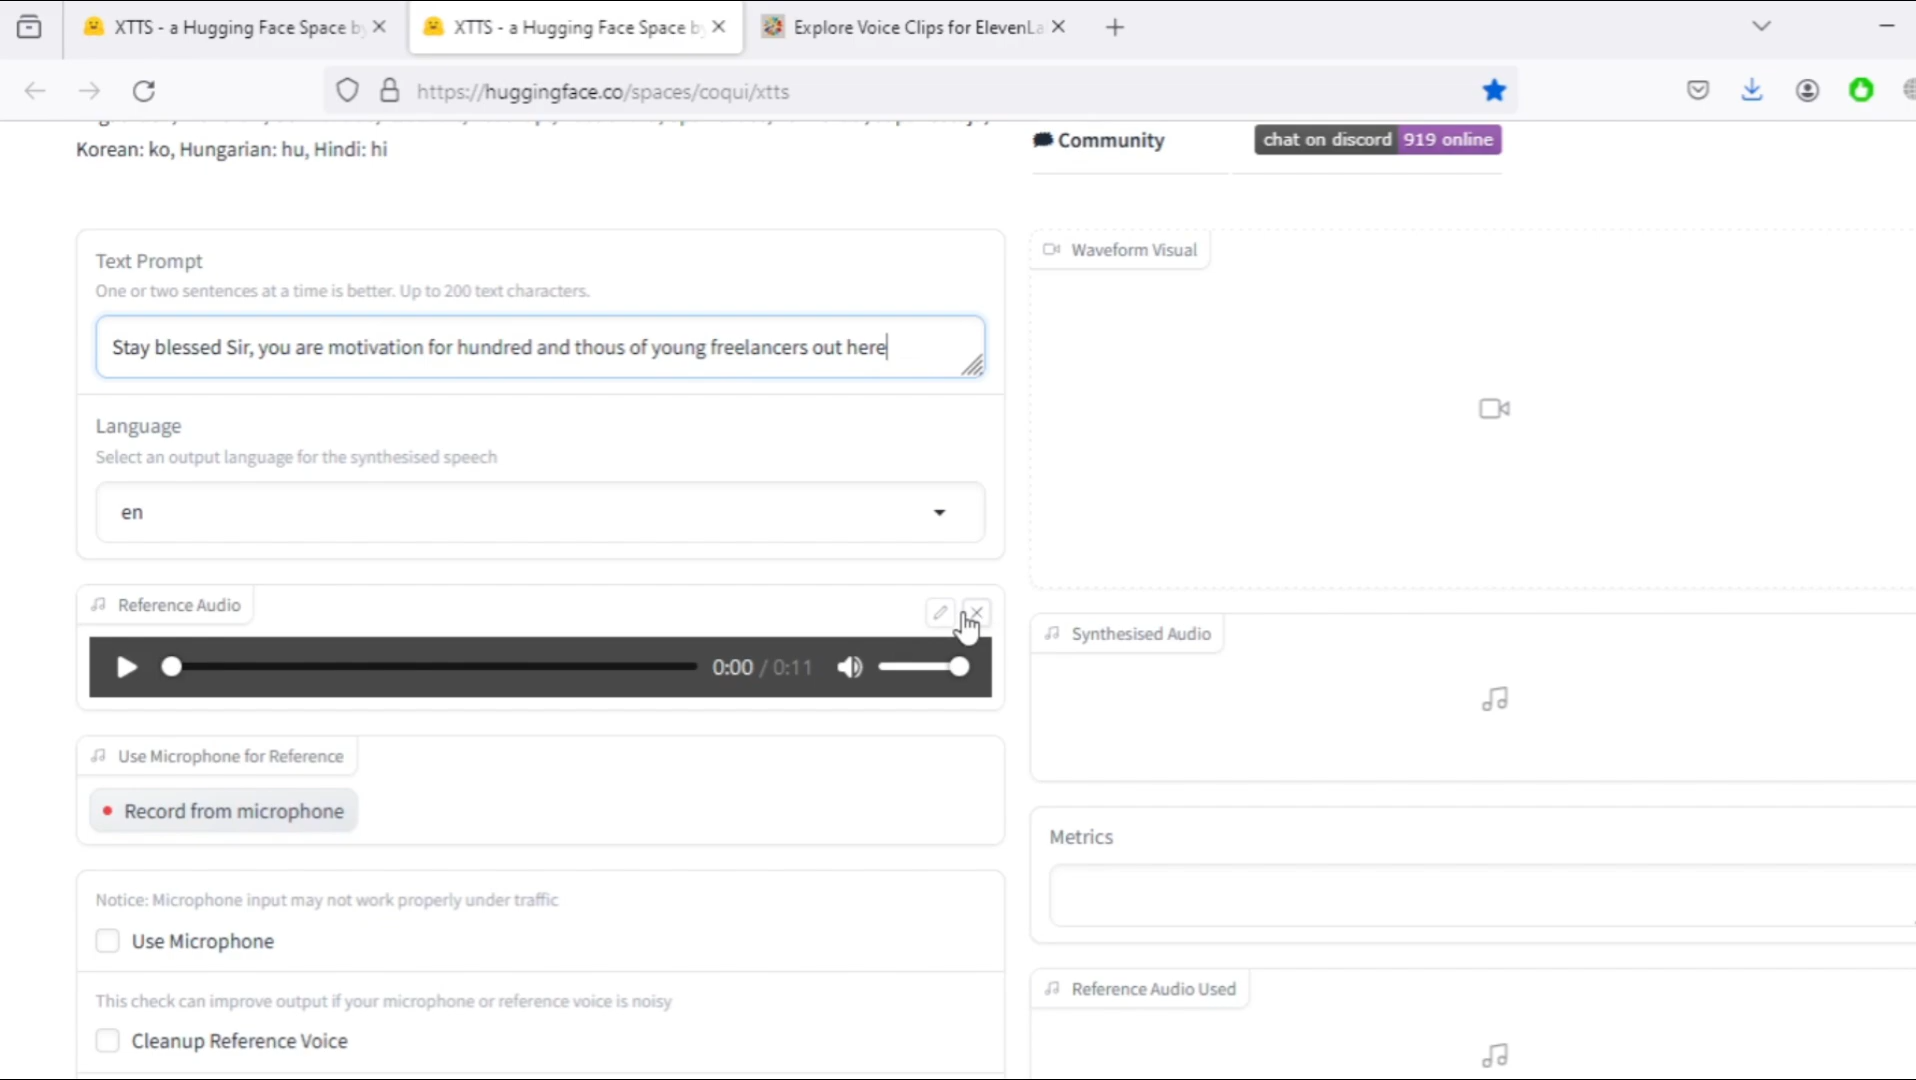 XTTS - a Hugging Face Space by
XTTS - a Hugging Face Space by
Explore Voice Clips for ElevenLa
https://huggingface.co/spaces/coqui/xtts
Korean: ko, Hungarian: hu, Hindi: hi
Community
chat on discord 919 online
Text Prompt
One or two sentences at a time is better. Up to 200 text characters.
Stay blessed Sir, you are motivation for hundred and thous of young freelancers out here
Language
Select an output language for the synthesised speech
en
Reference Audio
0:00 / 0:11
Use Microphone for Reference
Record from microphone
Notice: Microphone input may not work properly under traffic
Use Microphone
This check can improve output if your microphone or reference voice is noisy
Cleanup Reference Voice
Waveform Visual
Synthesised Audio
Metrics
Reference Audio Used